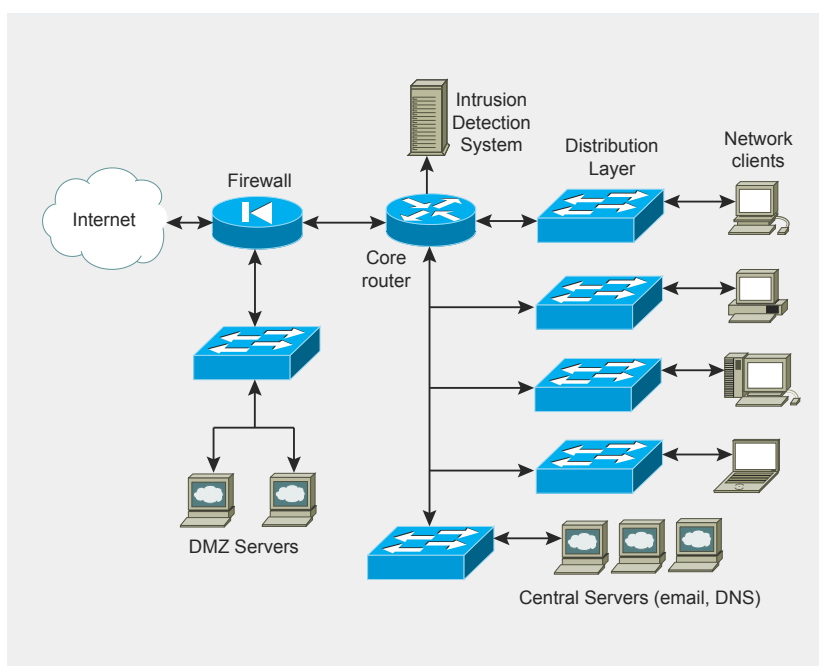 Intrusion
Detection
System
Distribution
Layer
Network
clients
Firewall
Internet
Core
router
DMZ Servers
Central Servers (email, DNS)